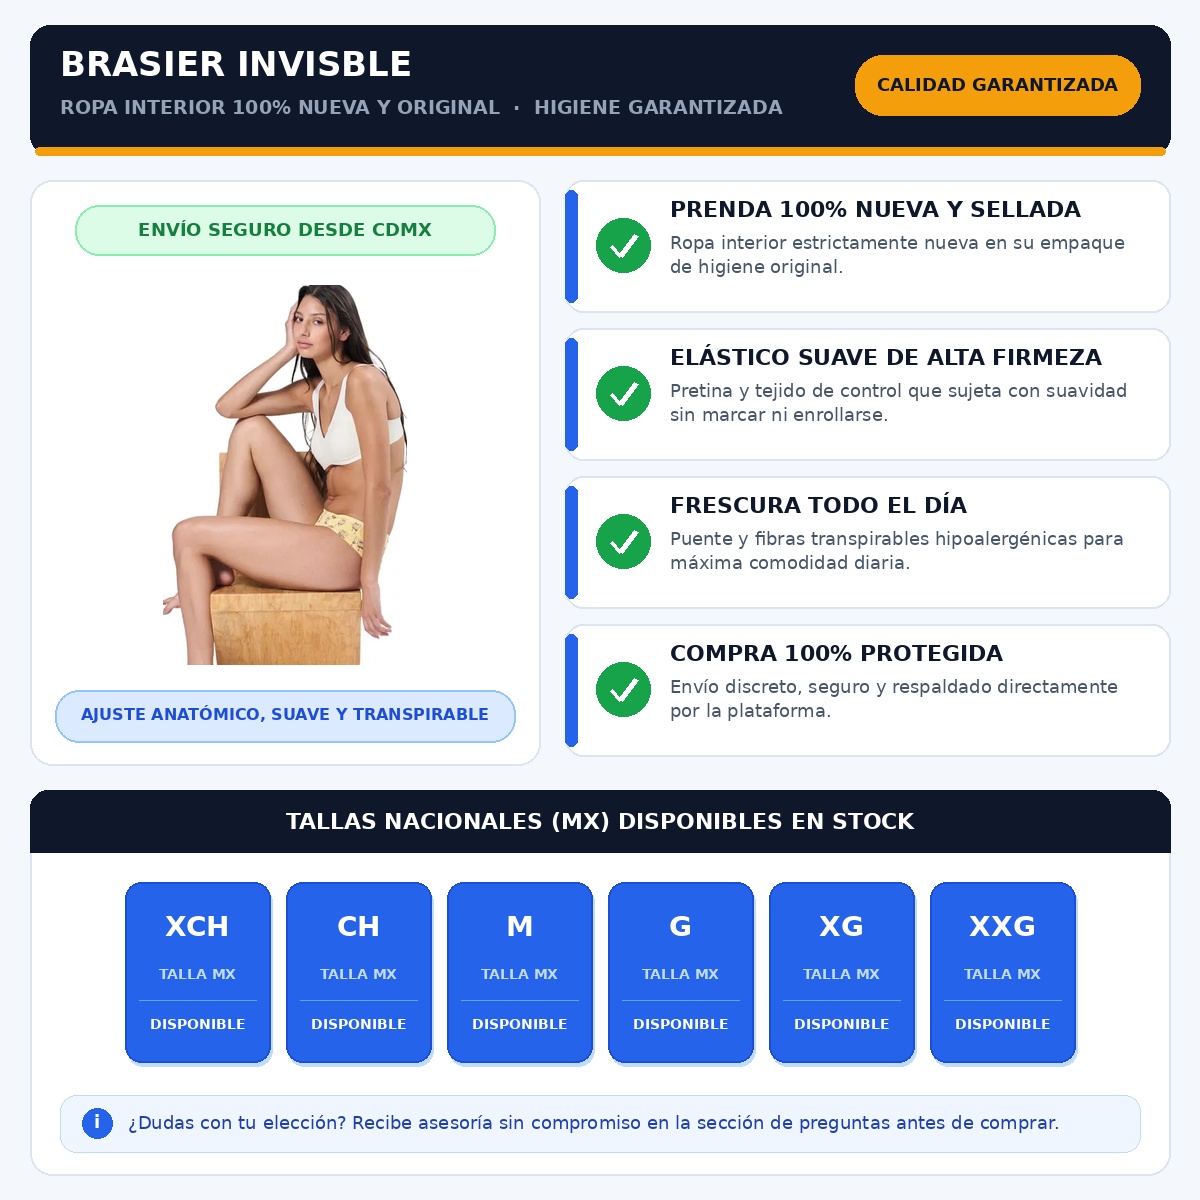 BRASIER INVISBLE
ROPA INTERIOR 100% NUEVA Y ORIGINAL · HIGIENE GARANTIZADA
CALIDAD GARANTIZADA
ENVÍO SEGURO DESDE CDMX
AJUSTE ANATÓMICO, SUAVE Y TRANSPIRABLE
PRENDA 100% NUEVA Y SELLADA
Ropa interior estrictamente nueva en su empaque
de higiene original.
ELÁSTICO SUAVE DE ALTA FIRMEZA
Pretina y tejido de control que sujeta con suavidad
sin marcar ni enrollarse.
FRESCURA TODO EL DÍA
Puente y fibras transpirables hipoalergénicas para
máxima comodidad diaria.
COMPRA 100% PROTEGIDA
Envío discreto, seguro y respaldado directamente
por la plataforma.
TALLAS NACIONALES (MX) DISPONIBLES EN STOCK
XCH
TALLA MX
DISPONIBLE
CH
TALLA MX
DISPONIBLE
M
TALLA MX
DISPONIBLE
G
TALLA MX
DISPONIBLE
XG
TALLA MX
DISPONIBLE
XXG
TALLA MX
DISPONIBLE
i ¿Dudas con tu elección? Recibe asesoría sin compromiso en la sección de preguntas antes de comprar.